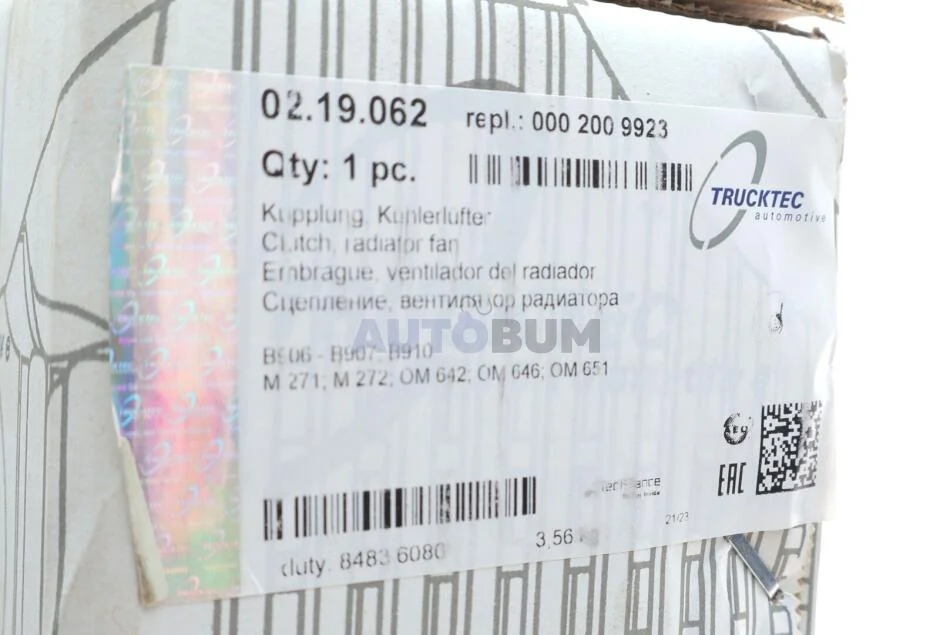 02.19.062
repl.: 000 200 9923
Qty: 1 pc.
TRUCKTEC
automotive
Kupplung, Kühlerlüfter
Clutch, radiator fan
Embrague, ventilador del radiador
Сцепление, вентилятор радиатора
AUTOBUM
B906 - B907-B910
M 271; M 272; OM 642; OM 646; OM 651
EAC
21/23
3,56 kg
duty. 8483 6080